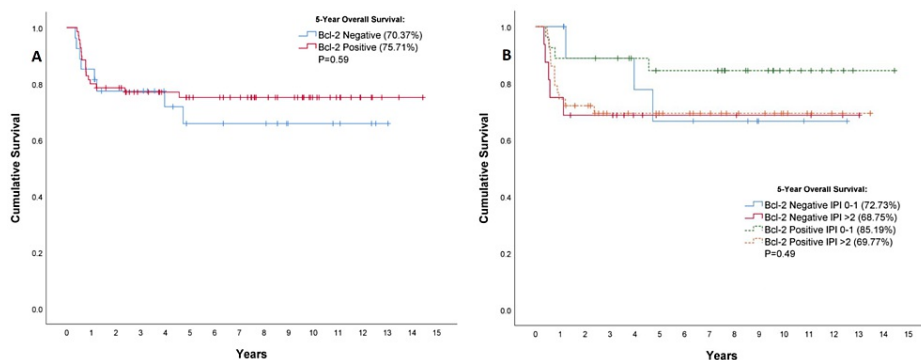 A
5-Year Overall Survival:
Bcl-2 Negative (70.37%)
Bcl-2 Positive (75.71%)
P=0.59
Cumulative Survival
1.0
0.8
0.6
0.4
0.2
0.0
0 1 2 3 4 5 6 7 8 9 10 11 12 13 14 15
Years
B
Cumulative Survival
1.0
0.8
0.6
0.4
0.2
0.0
5-Year Overall Survival:
Bcl-2 Negative IPI 0-1 (72.73%)
Bcl-2 Negative IPI >2 (68.75%)
Bcl-2 Positive IPI 0-1 (85.19%)
Bcl-2 Positive IPI >2 (69.77%)
P=0.49
0 1 2 3 4 5 6 7 8 9 10 11 12 13 14 15
Years